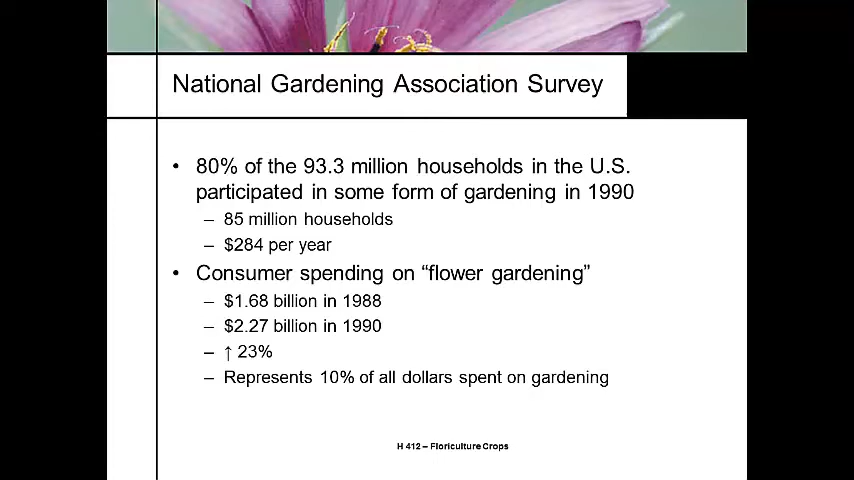 National Gardening Association Survey
• 80% of the 93.3 million households in the U.S.
participated in some form of gardening in 1990
– 85 million households
– $284 per year
• Consumer spending on “flower gardening”
– $1.68 billion in 1988
– $2.27 billion in 1990
– ↑ 23%
– Represents 10% of all dollars spent on gardening
H 412 – Floriculture Crops